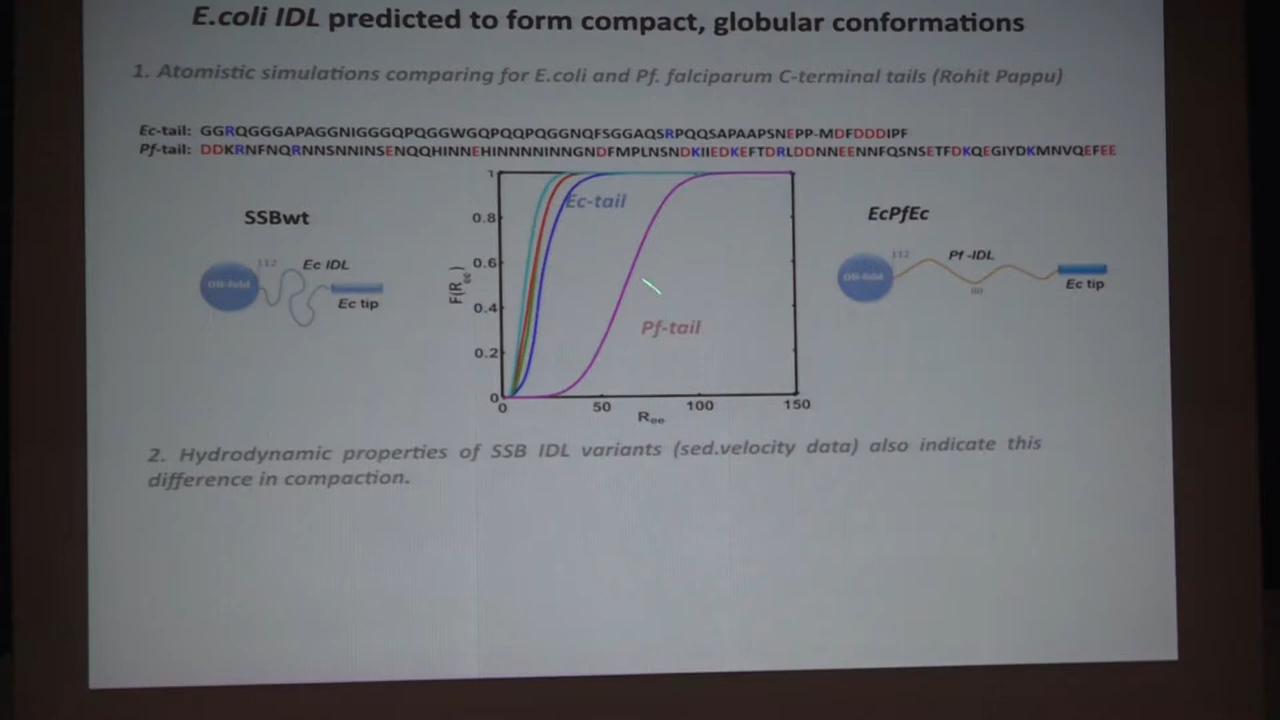 E.coli IDL predicted to form compact, globular conformations
1. Atomistic simulations comparing for E.coli and Pf. falciparum C-terminal tails (Rohit Pappu)
Ec-tail: GGRQGGGAPAGGNIGGGQPQGGWGQPQQPQGGNQFSGGAQSRPQQSAPAAPSNEPP-MDFDDDIPF
Pf-tail: DDKRNFNQRNNSNNINSENQQHINNEHINNNNINNGNDFMPLNSNDKIIEDKEFTDRLDDNNEENNFQSNSETFDKQEGIYDKMNVQEFEE
SSBwt
112
Ec IDL
OB-fold
Ec tip
F(Ree)
1
0.8
0.6
0.4
0.2
0
Ec-tail
Pf-tail
0 50 100 150
Ree
EcPfEc
112
Pf -IDL
OB-fold
Ec tip
2. Hydrodynamic properties of SSB IDL variants (sed.velocity data) also indicate this
difference in compaction.